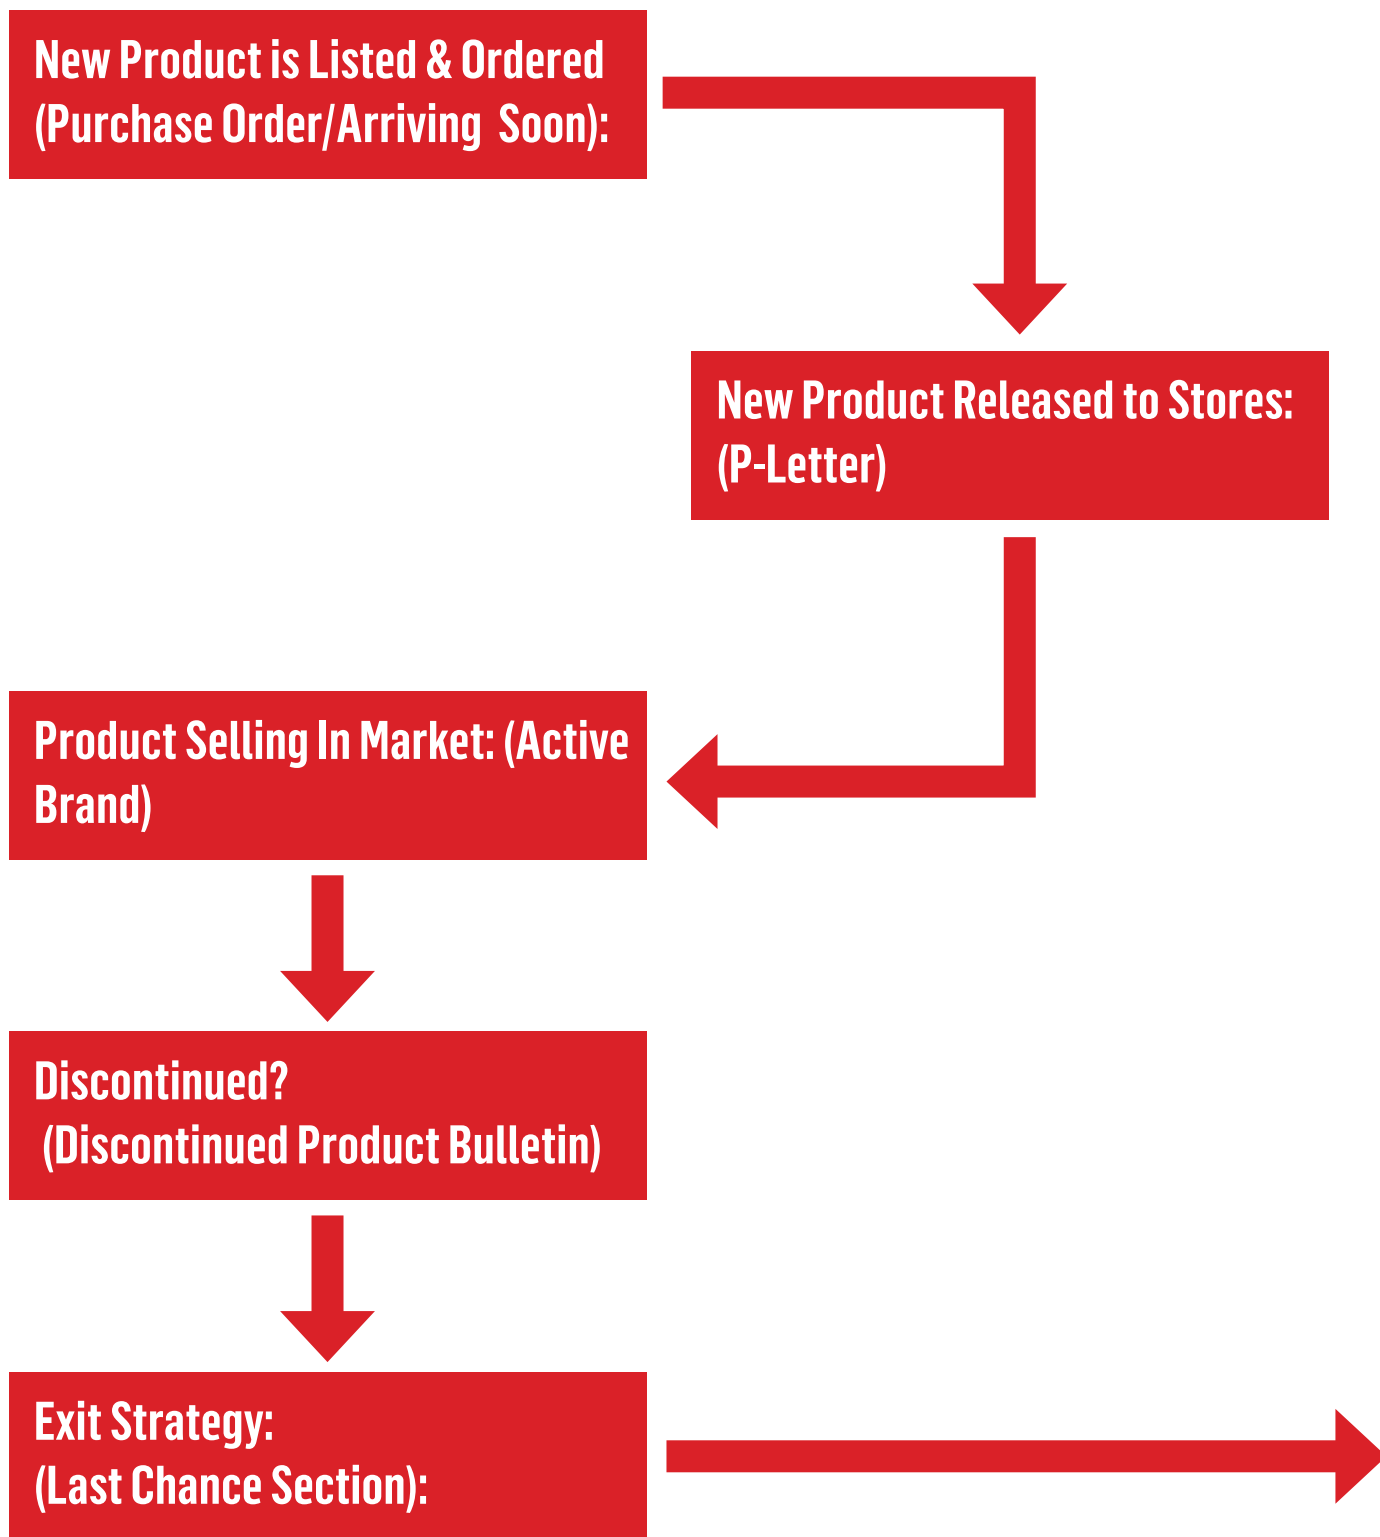 New Product is Listed & Ordered
(Purchase Order/Arriving  Soon):
New Product Released to Stores:
(P-Letter)
Product Selling In Market: (Active
Brand)
Discontinued?
(Discontinued Product Bulletin)
Exit Strategy:
(Last Chance Section):